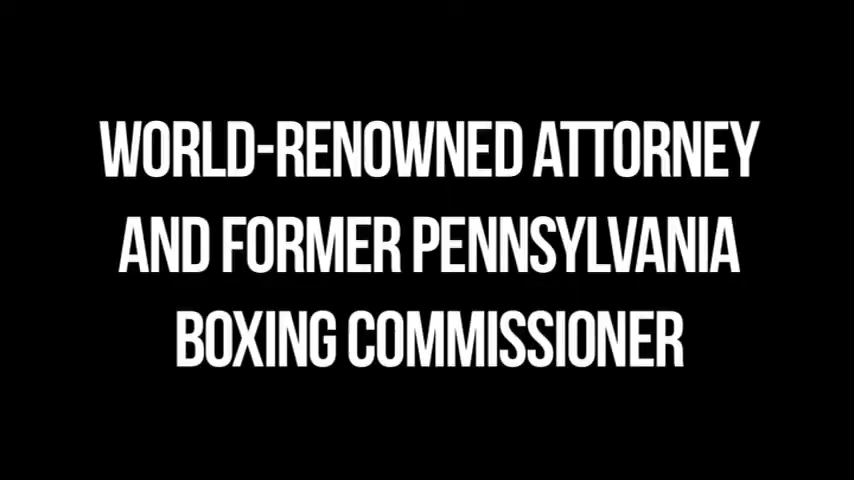 WORLD-RENOWNED ATTORNEY
AND FORMER PENNSYLVANIA
BOXING COMMISSIONER